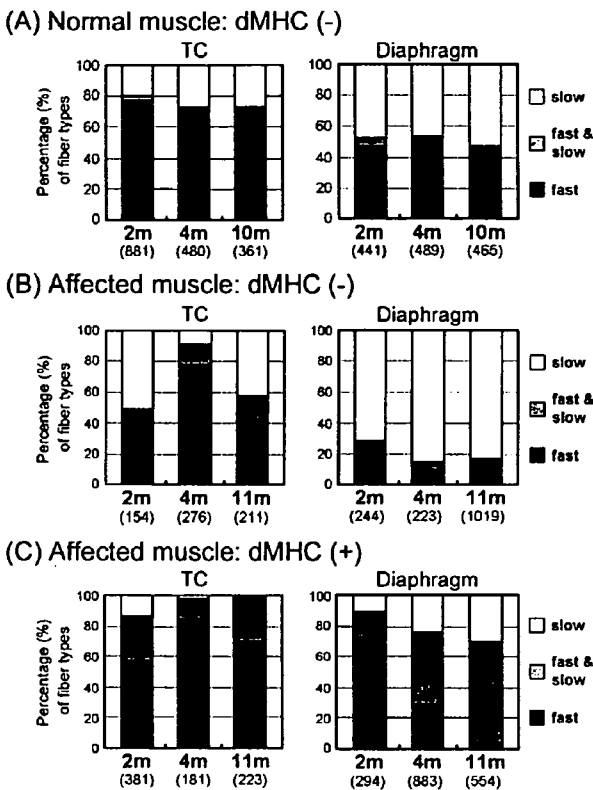 (A) Normal muscle: dMHC (-)
TC
Diaphragm
Percentage (%)
of fiber types
100
80
60
40
20
0
2m
4m
10m
(881)
(480)
(361)
100
80
60
40
20
0
2m
4m
10m
(441)
(489)
(465)
slow
fast &
slow
fast
(B) Affected muscle: dMHC (-)
TC
Diaphragm
Percentage (%)
of fiber types
100
80
60
40
20
0
2m
4m
11m
(154)
(276)
(211)
100
80
60
40
20
0
2m
4m
11m
(244)
(223)
(1019)
slow
fast &
slow
fast
(C) Affected muscle: dMHC (+)
TC
Diaphragm
Percentage (%)
of fiber types
100
80
60
40
20
0
2m
4m
11m
(381)
(181)
(223)
100
80
60
40
20
0
2m
4m
11m
(294)
(883)
(554)
slow
fast &
slow
fast